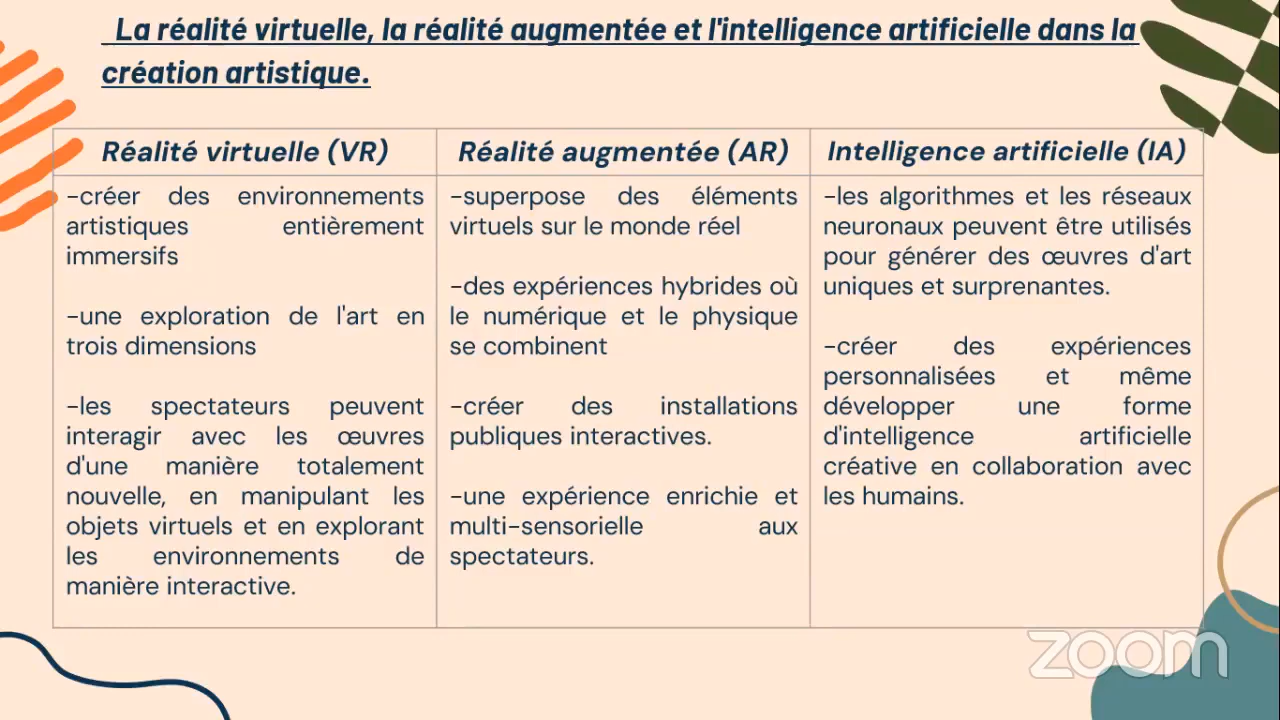 La réalité virtuelle, la réalité augmentée et l'intelligence artificielle dans la
création artistique.
Réalité virtuelle (VR)
-créer des environnements
artistiques entièrement
immersifs
-une exploration de l'art en
trois dimensions
-les spectateurs peuvent
interagir avec les œuvres
d'une manière totalement
nouvelle, en manipulant les
objets virtuels et en explorant
les environnements de
manière interactive.
Réalité augmentée (AR)
-superpose des éléments
virtuels sur le monde réel
-des expériences hybrides où
le numérique et le physique
se combinent
-créer des installations
publiques interactives.
-une expérience enrichie et
multi-sensorielle aux
spectateurs.
Intelligence artificielle (IA)
-les algorithmes et les réseaux
neuronaux peuvent être utilisés
pour générer des œuvres d'art
uniques et surprenantes.
-créer des expériences
personnalisées et même
développer une forme
d'intelligence artificielle
créative en collaboration avec
les humains.
zoom